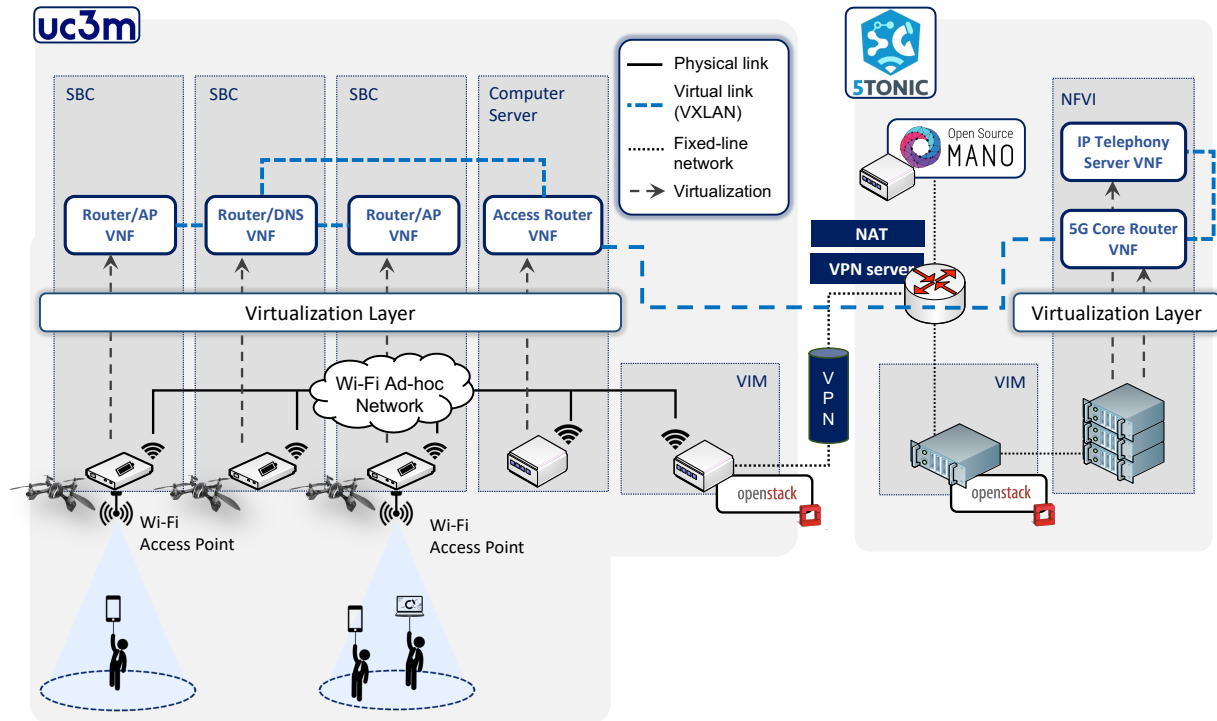 uc3m
5TONIC
SBC
SBC
SBC
Computer
Server
Physical link
Virtual link
(VXLAN)
Fixed-line
network
Virtualization
NFVI
Open Source
MANO
IP Telephony
Server VNF
Router/AP
VNF
Router/DNS
VNF
Router/AP
VNF
Access Router
VNF
5G Core Router
VNF
NAT
VPN server
Virtualization Layer
Virtualization Layer
Wi-Fi Ad-hoc
Network
VIM
VPN
VIM
openstack
openstack
Wi-Fi
Access Point
Wi-Fi
Access Point